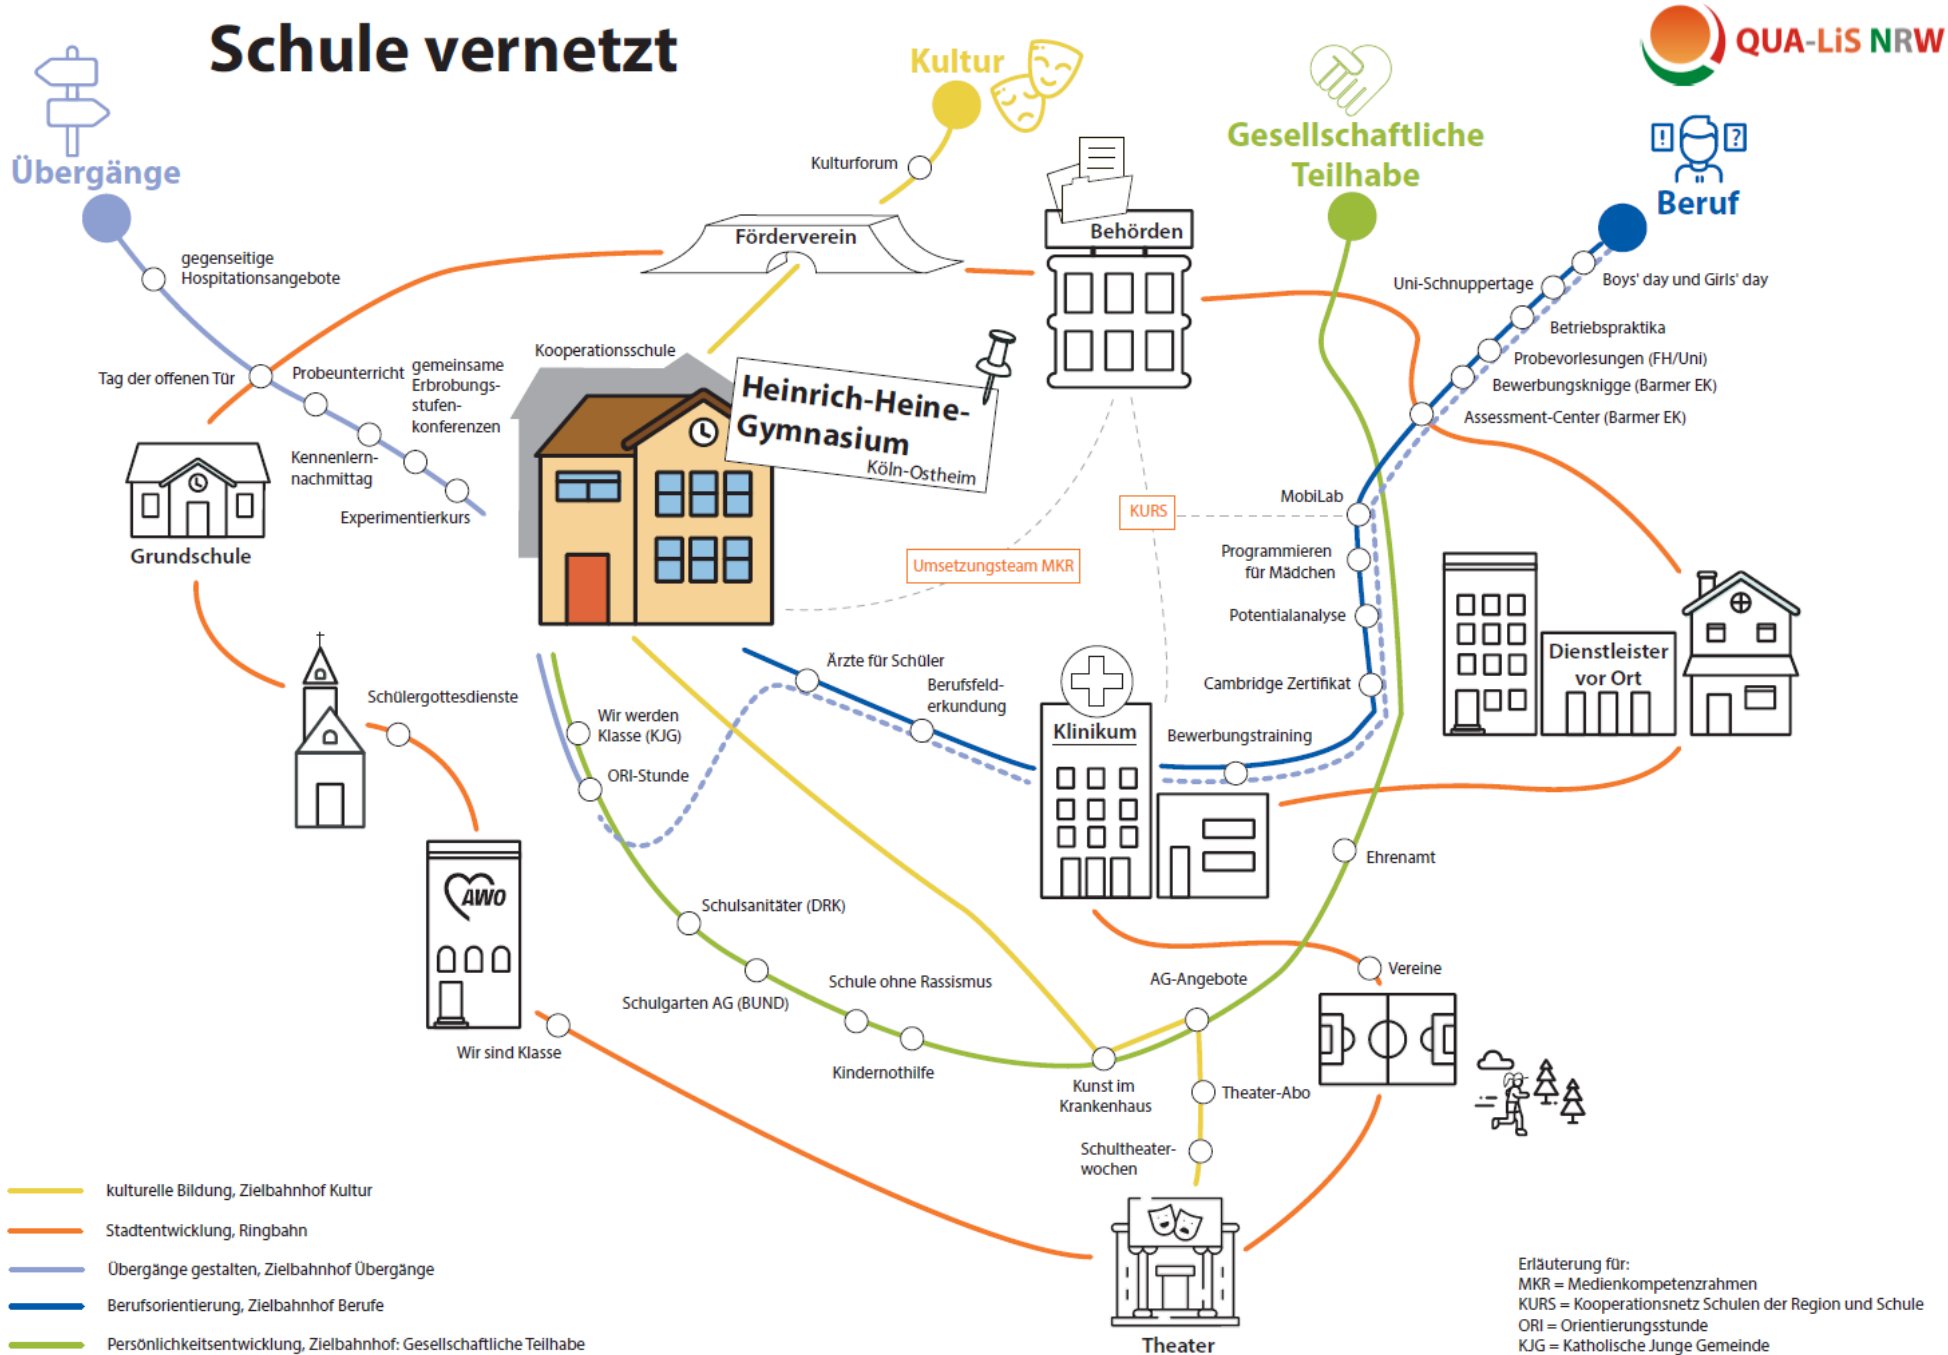 Schule vernetzt
QUA-LiS NRW
Übergänge
Kultur
Gesellschaftliche
Teilhabe
Beruf
Kulturforum
Förderverein
Behörden
gegenseitige
Hospitationsangebote
Tag der offenen Tür
Probeunterricht
gemeinsame
Erbrobungs-
stufen-
konferenzen
Kennenlern-
nachmittag
Experimentierkurs
Grundschule
Kooperationsschule
Heinrich-Heine-
Gymnasium
Köln-Ostheim
Uni-Schnuppertage
Boys' day und Girls' day
Betriebspraktika
Probevorlesungen (FH/Uni)
Bewerbungsknigge (Barmer EK)
Assessment-Center (Barmer EK)
MobiLab
KURS
Programmieren
für Mädchen
Umsetzungsteam MKR
Potentialanalyse
Cambridge Zertifikat
Bewerbungstraining
Dienstleister
vor Ort
Schülergottesdienste
Ärzte für Schüler
Berufsfeld-
erkundung
Klinikum
Wir werden
Klasse (KJG)
ORI-Stunde
AWO
Ehrenamt
Schulsanitäter (DRK)
Schulgarten AG (BUND)
Schule ohne Rassismus
Kindernothilfe
AG-Angebote
Vereine
Wir sind Klasse
Kunst im
Krankenhaus
Theater-Abo
Schultheater-
wochen
Theater
kulturelle Bildung, Zielbahnhof Kultur
Stadtentwicklung, Ringbahn
Übergänge gestalten, Zielbahnhof Übergänge
Berufsorientierung, Zielbahnhof Berufe
Persönlichkeitsentwicklung, Zielbahnhof: Gesellschaftliche Teilhabe
Erläuterung für:
MKR = Medienkompetenzrahmen
KURS = Kooperationsnetz Schulen der Region und Schule
ORI = Orientierungsstunde
KJG = Katholische Junge Gemeinde